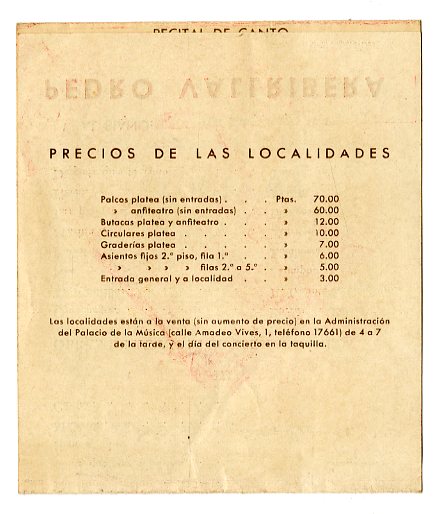 RECITAL DE CANTO
PEDRO VALLRIBERA
PRECIOS DE LAS LOCALIDADES
Palcos platea (sin entradas) . . . Ptas. 70.00
» anfiteatro (sin entradas) . . . » 60.00
Butacas platea y anfiteatro . . . » 12.00
Circulares platea . . . . . . » 10.00
Graderías platea . . . . . . » 7.00
Asientos fijos 2.º piso, fila 1.ª . . . » 6.00
» » » » filas 2.ª a 5.ª . . » 5.00
Entrada general y a localidad . . . » 3.00
Las localidades están a la venta (sin aumento de precio) en la Administración
del Palacio de la Música (calle Amadeo Vives, 1, teléfono 17661) de 4 a 7
de la tarde, y el día del concierto en la taquilla.